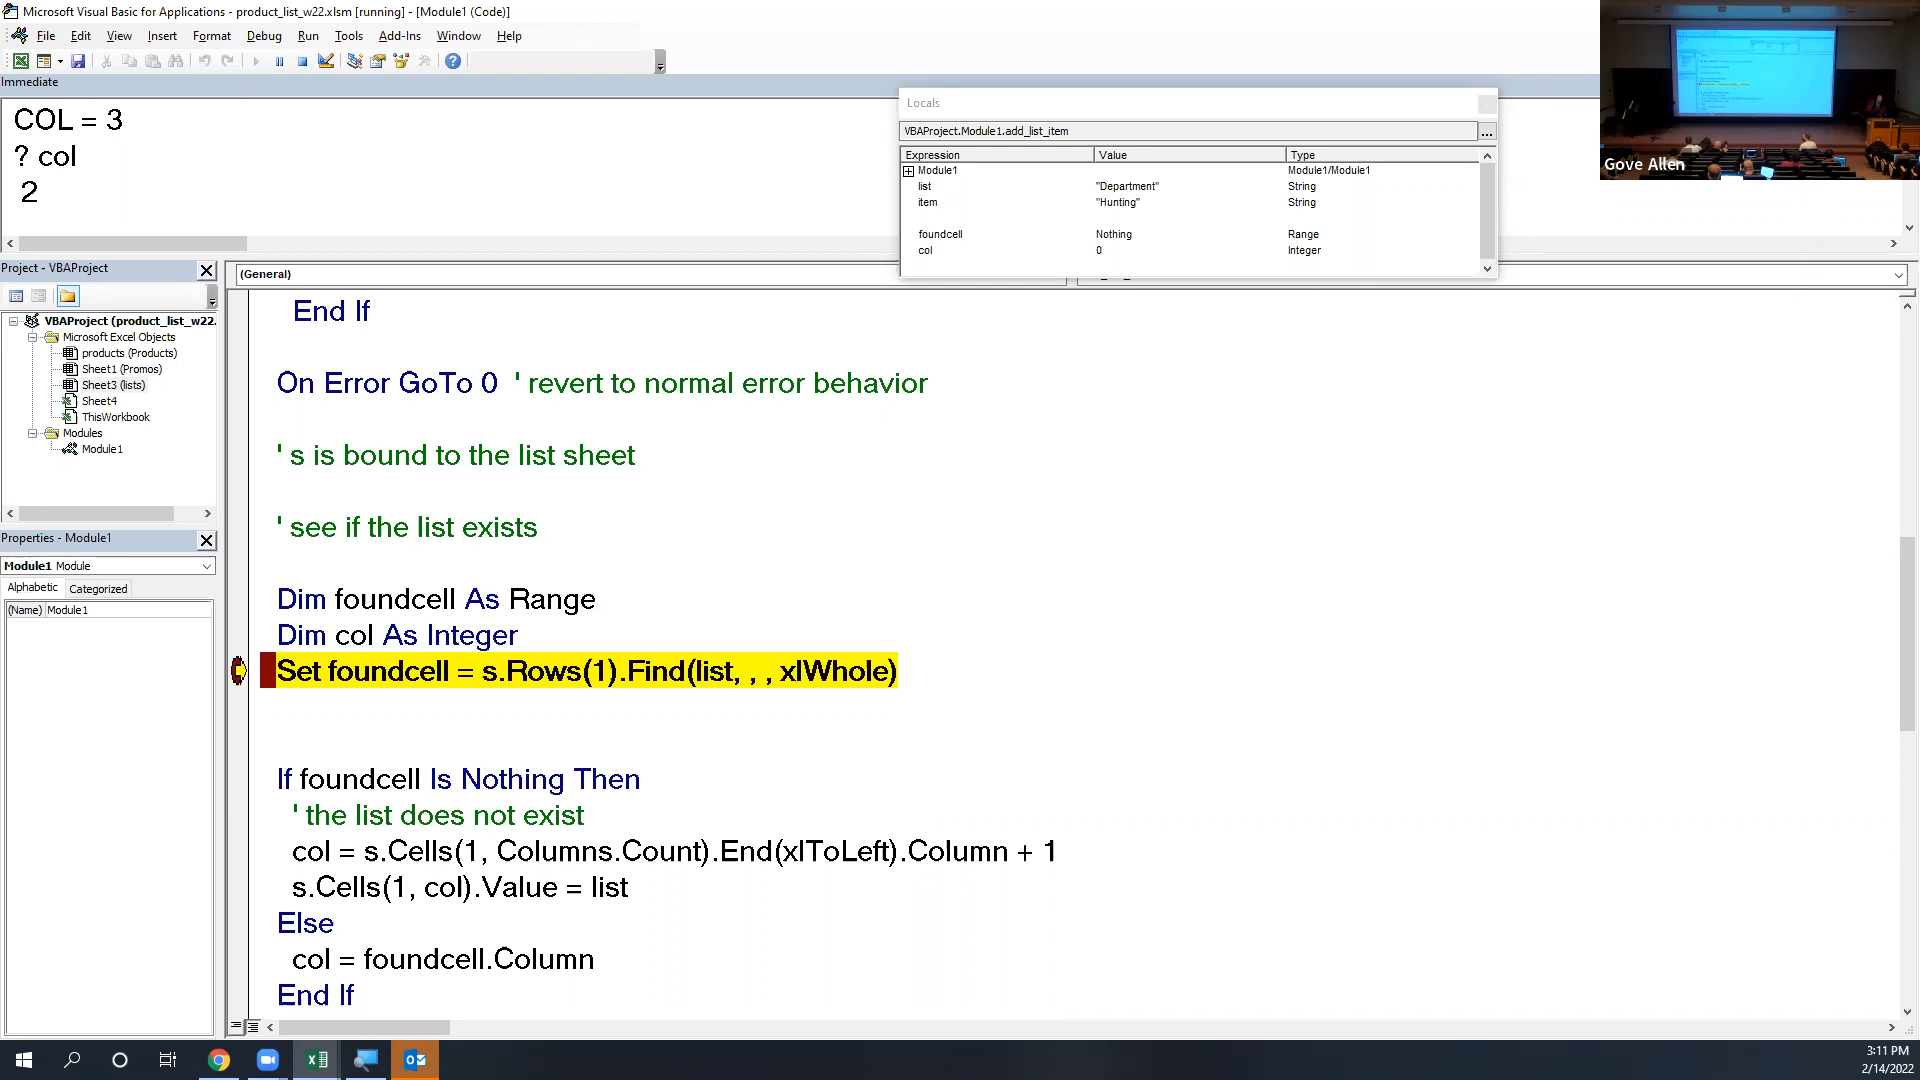 Microsoft Visual Basic for Applications - product_list_w22.xlsm [running] - [Module1 (Code)]
File Edit View Insert Format Debug Run Tools Add-Ins Window Help
Immediate
COL = 3
? col
2
Locals
VBAProject.Module1.add_list_item
...
Expression Value Type
Module1 Module1/Module1
list "Department" String
item "Hunting" String
foundcell Nothing Range
col 0 Integer
Gove Allen
Project - VBAProject
VBAProject (product_list_w22.
Microsoft Excel Objects
products (Products)
Sheet1 (Promos)
Sheet3 (lists)
Sheet4
ThisWorkbook
Modules
Module1
Properties - Module1
Module1 Module
Alphabetic Categorized
(Name) Module1
(General)
End If
On Error GoTo 0 ' revert to normal error behavior
' s is bound to the list sheet
' see if the list exists
Dim foundcell As Range
Dim col As Integer
Set foundcell = s.Rows(1).Find(list, , , xlWhole)
If foundcell Is Nothing Then
' the list does not exist
col = s.Cells(1, Columns.Count).End(xlToLeft).Column + 1
s.Cells(1, col).Value = list
Else
col = foundcell.Column
End If
3:11 PM
2/14/2022